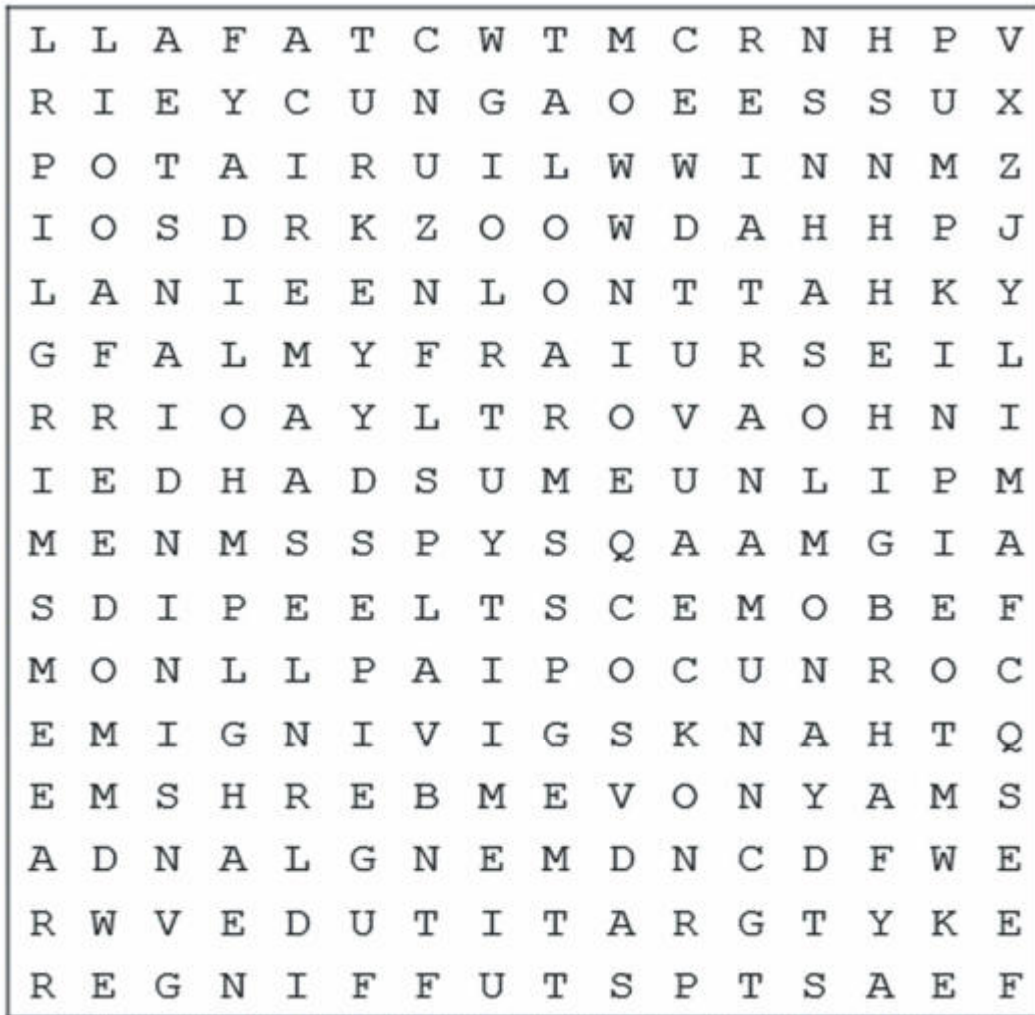 L L A F A T C W T M C R N H P V
R I E Y C U N G A O E E S S U X
P O T A I R U I L W W I N N M Z
I O S D R K Z O O W D A H H P J
L A N I E E N L O N T T A H K Y
G F A L M Y F R A I U R S E I L
R R I O A Y L T R O V A O H N I
I E D H A D S U M E U N L I P M
M E N M S S P Y S Q A A M G I A
S D I P E E L T S C E M O B E F
M O N L L P A I P O C U N R O C
E M I G N I V I G S K N A H T Q
E M S H R E B M E V O N Y A M S
A D N A L G N E M D N C D F W E
R W V E D U T I T A R G T Y K E
R E G N I F F U T S P T S A E F